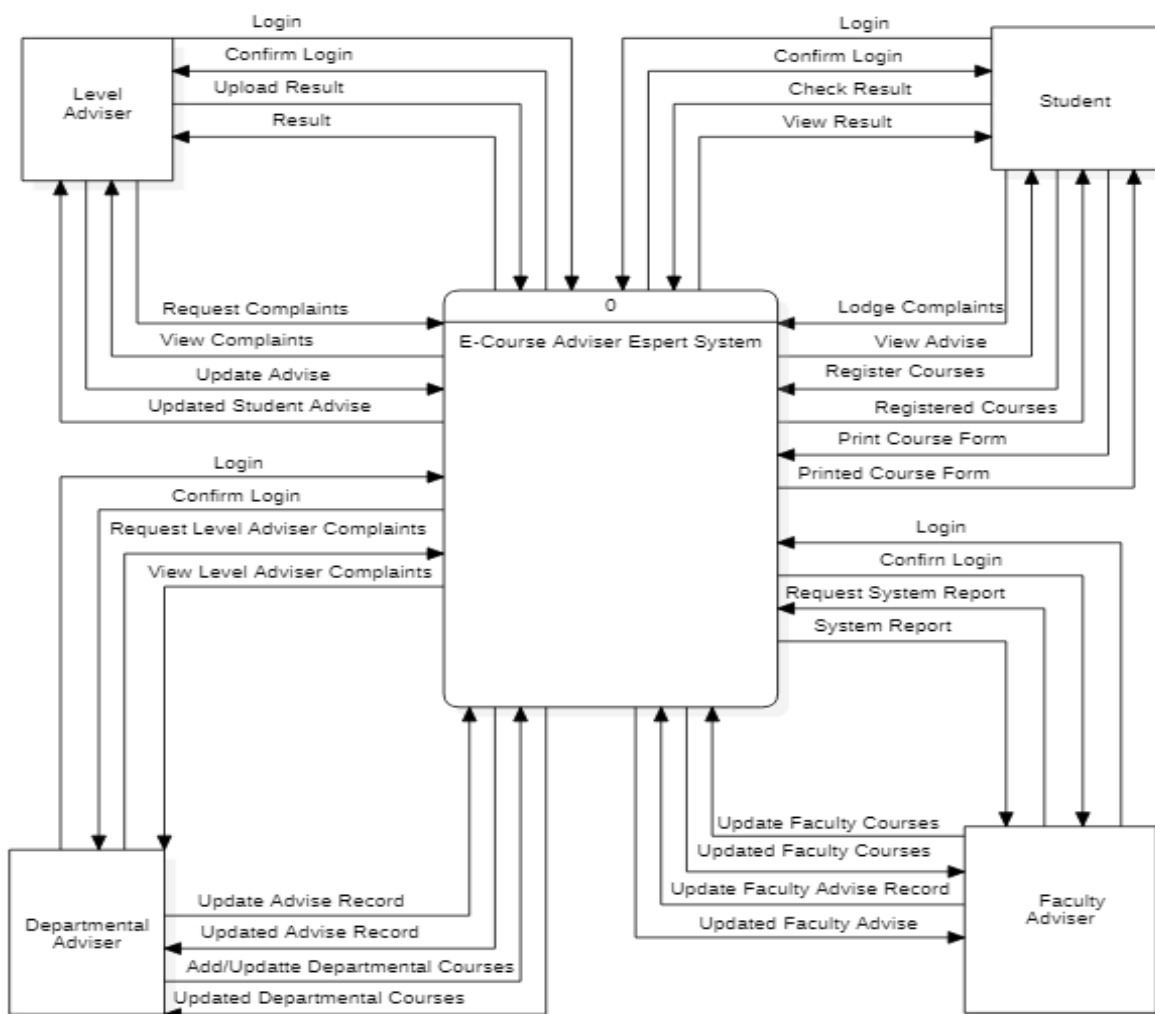 Login
Confirm Login
Upload Result
Result
Level
Adviser
Login
Confirm Login
Check Result
View Result
Student
Request Complaints
View Complaints
Update Advise
Updated Student Advise
0
E-Course Adviser Espert System
Lodge Complaints
View Advise
Register Courses
Registered Courses
Print Course Form
Printed Course Form
Login
Confirm Login
Request Level Adviser Complaints
View Level Adviser Complaints
Login
Confirn Login
Request System Report
System Report
Departmental
Adviser
Update Advise Record
Updated Advise Record
Add/Updatte Departmental Courses
Updated Departmental Courses
Update Faculty Courses
Updated Faculty Courses
Update Faculty Advise Record
Updated Faculty Advise
Faculty
Adviser